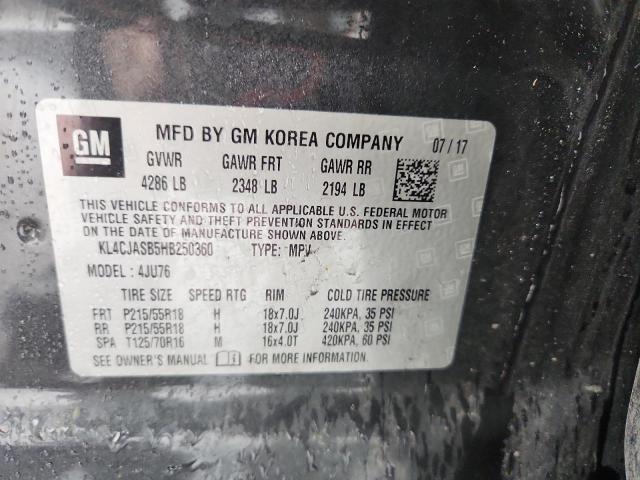 GM
MFD BY GM KOREA COMPANY 07/17
GVWR GAWR FRT GAWR RR
4286 LB 2348 LB 2194 LB
THIS VEHICLE CONFORMS TO ALL APPLICABLE U.S. FEDERAL MOTOR
VEHICLE SAFETY AND THEFT PREVENTION STANDARDS IN EFFECT
ON THE DATE OF MANUFACTURE SHOWN ABOVE.
KL4CJASB5HB250360 TYPE: MPV
MODEL: 4JU76
TIRE SIZE SPEED RTG RIM COLD TIRE PRESSURE
FRT P215/55R18 H 18x7.0J 240KPA, 35 PSI
RR P215/55R18 H 18x7.0J 240KPA, 35 PSI
SPA T125/70R16 M 16x4.0T 420KPA, 60 PSI
SEE OWNER'S MANUAL FOR MORE INFORMATION.